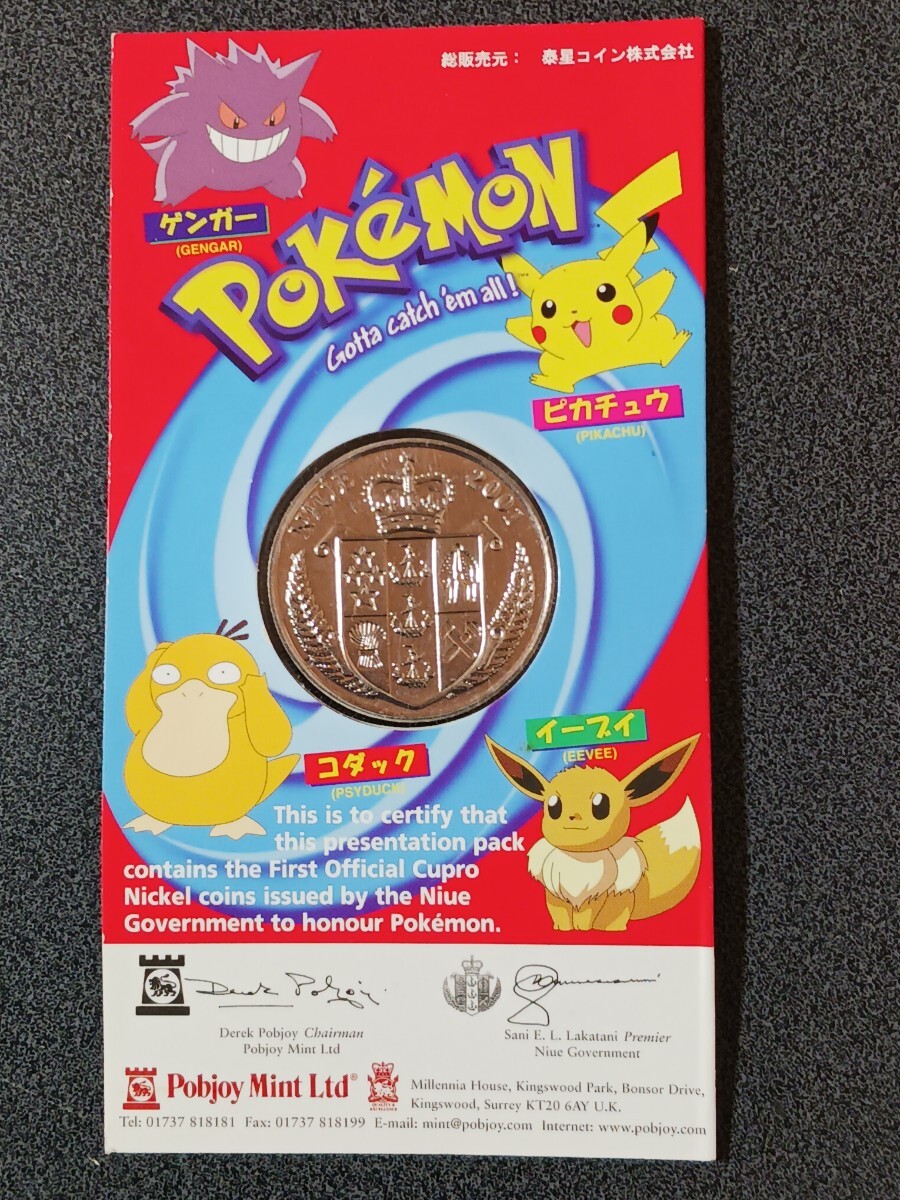 総販売元： 泰星コイン株式会社
ゲンガー
(GENGAR)
POKéMON
Gotta catch 'em all!
ピカチュウ
(PIKACHU)
NIUE 2001
イーブイ
(EEVEE)
コダック
(PSYDUCK)
This is to certify that
this presentation pack
contains the First Official Cupro
Nickel coins issued by the Niue
Government to honour Pokémon.
Derek Pobjoy
Derek Pobjoy Chairman
Pobjoy Mint Ltd
Sani E. L. Lakatani Premier
Niue Government
Pobjoy Mint Ltd®
Millennia House, Kingswood Park, Bonsor Drive,
Kingswood, Surrey KT20 6AY U.K.
Tel: 01737 818181 Fax: 01737 818199 E-mail: mint@pobjoy.com Internet: www.pobjoy.com